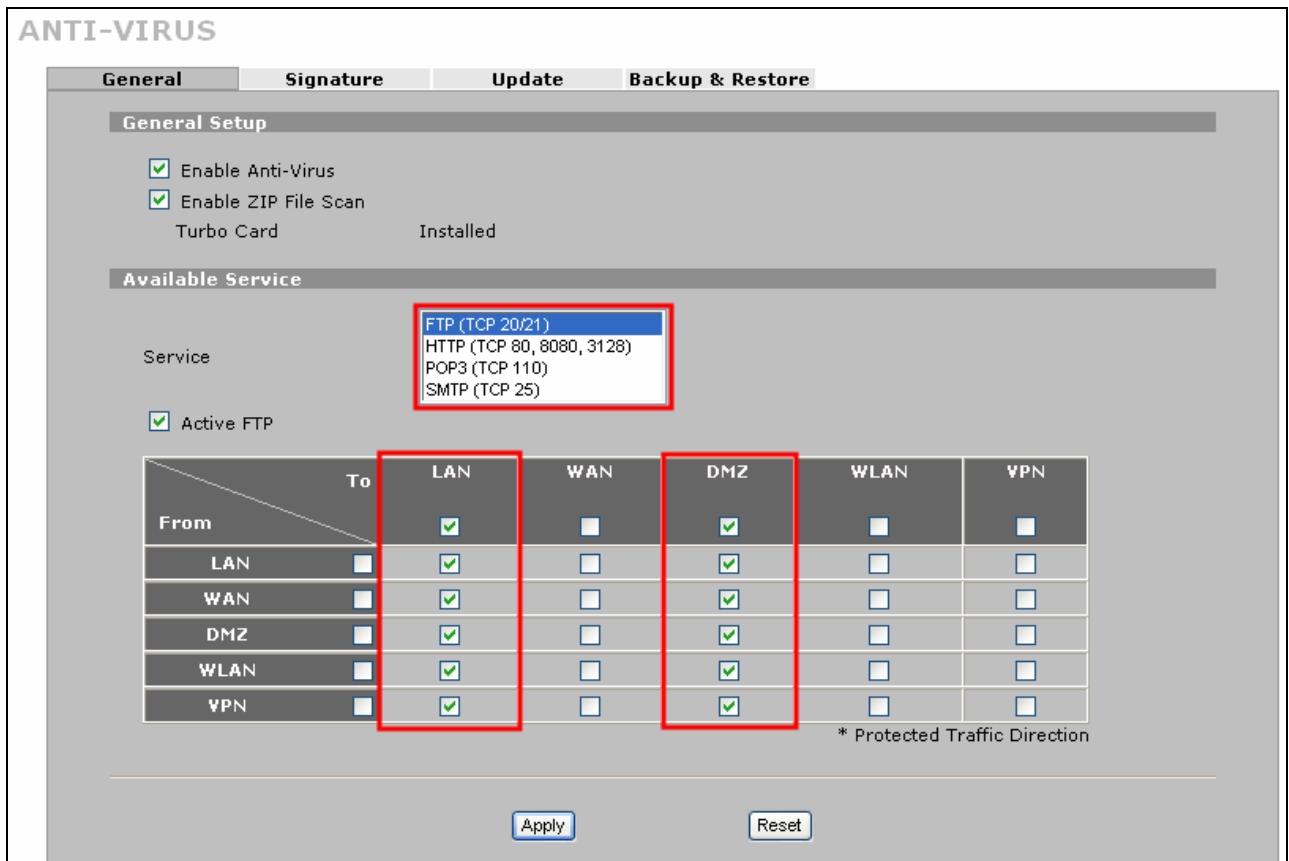 ANTI-VIRUS
General Signature Update Backup & Restore
General Setup
Enable Anti-Virus
Enable ZIP File Scan
Turbo Card Installed
Available Service
Service
FTP (TCP 20/21)
HTTP (TCP 80, 8080, 3128)
POP3 (TCP 110)
SMTP (TCP 25)
Active FTP
To LAN WAN DMZ WLAN VPN
From
LAN
WAN
DMZ
WLAN
VPN
* Protected Traffic Direction
Apply Reset